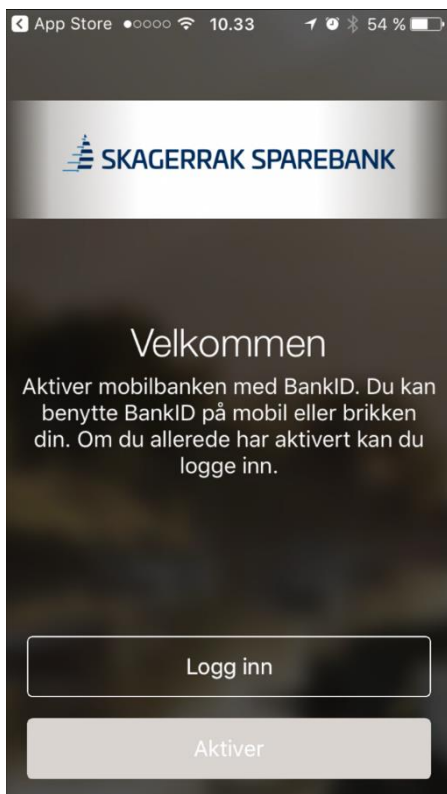 App Store 10.33 54 %
SKAGERRAK SPAREBANK
Velkommen
Aktiver mobilbanken med BankID. Du kan
benytte BankID på mobil eller brikken
din. Om du allerede har aktivert kan du
logge inn.
Logg inn
Aktiver